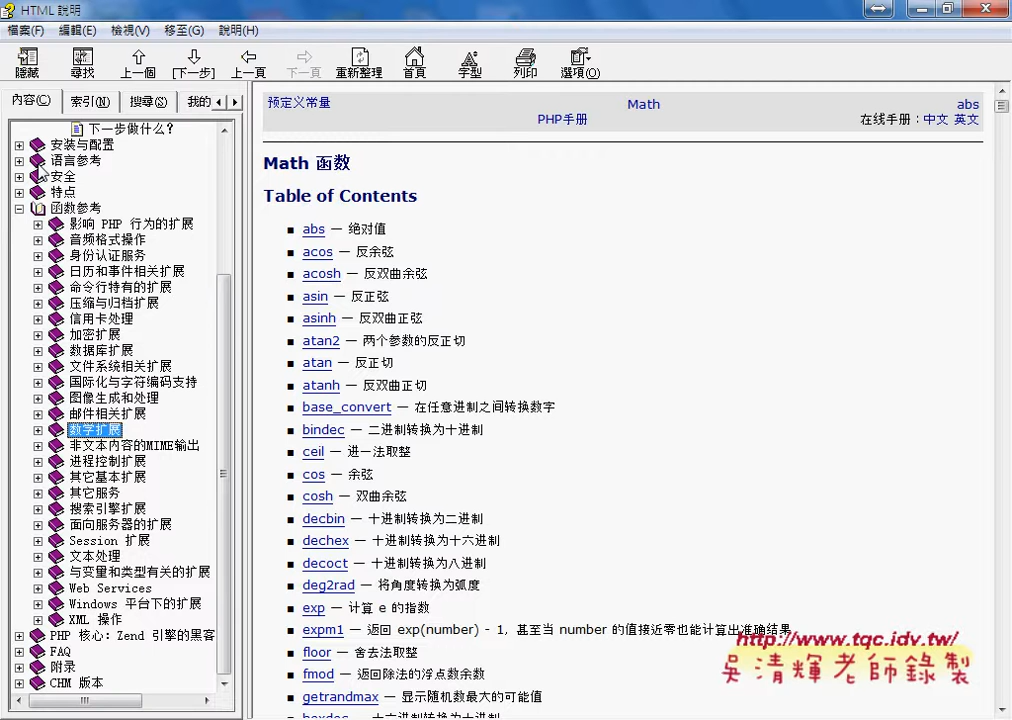 HTML 說明
檔案(F) 編輯(E) 檢視(V) 移至(G) 說明(H)
隱藏 尋找 上一個 [下一步] 上一頁 下一頁 重新整理 首頁 字型 列印 選項(O)
內容(C) 索引(N) 搜尋(S) 我的
下一步做什么？
安装与配置
语言参考
安全
特点
函数参考
影响 PHP 行为的扩展
音频格式操作
身份认证服务
日历和事件相关扩展
命令行特有的扩展
压缩与归档扩展
信用卡处理
加密扩展
数据库扩展
文件系统相关扩展
国际化与字符编码支持
图像生成和处理
邮件相关扩展
数学扩展
非文本内容的MIME输出
进程控制扩展
其它基本扩展
其它服务
搜索引擎扩展
面向服务器的扩展
Session 扩展
文本处理
与变量和类型有关的扩展
Web Services
Windows 平台下的扩展
XML 操作
PHP 核心：Zend 引擎的黑客
FAQ
附录
CHM 版本
预定义常量 Math abs
PHP手册 在线手册：中文 英文
Math 函数
Table of Contents
abs — 绝对值
acos — 反余弦
acosh — 反双曲余弦
asin — 反正弦
asinh — 反双曲正弦
atan2 — 两个参数的反正切
atan — 反正切
atanh — 反双曲正切
base_convert — 在任意进制之间转换数字
bindec — 二进制转换为十进制
ceil — 进一法取整
cos — 余弦
cosh — 双曲余弦
decbin — 十进制转换为二进制
dechex — 十进制转换为十六进制
decoct — 十进制转换为八进制
deg2rad — 将角度转换为弧度
exp — 计算 e 的指数
expm1 — 返回 exp(number) - 1，甚至当 number 的值接近零也能计算出准确结果
floor — 舍去法取整
fmod — 返回除法的浮点数余数
getrandmax — 显示随机数最大的可能值
http://www.tqc.idv.tw/
吳清輝老師錄製